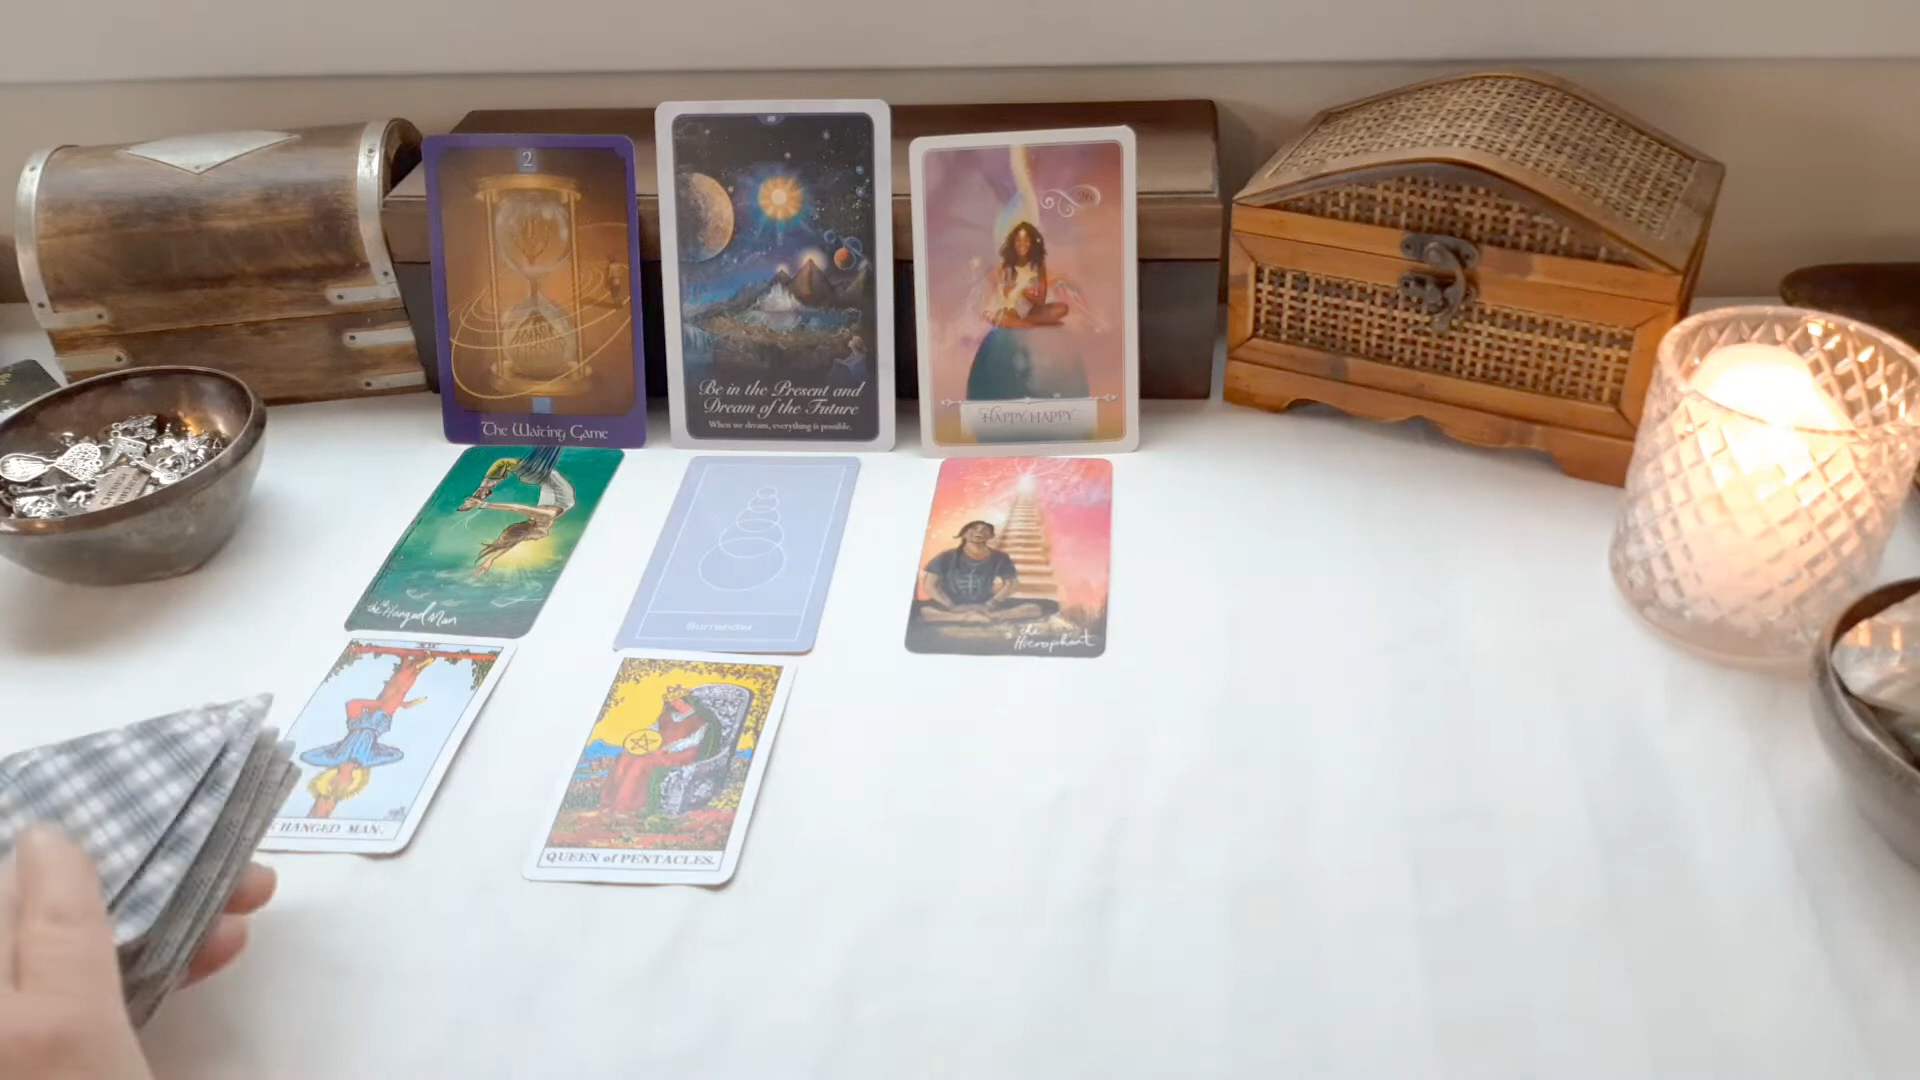 2
The Waiting Game
Be in the Present and
Dream of the Future
When we dream, everything is possible.
HAPPY, HAPPY
the Hanged Man
Surrender
the
Hierophant
XII
HANGED MAN.
QUEEN of PENTACLES.